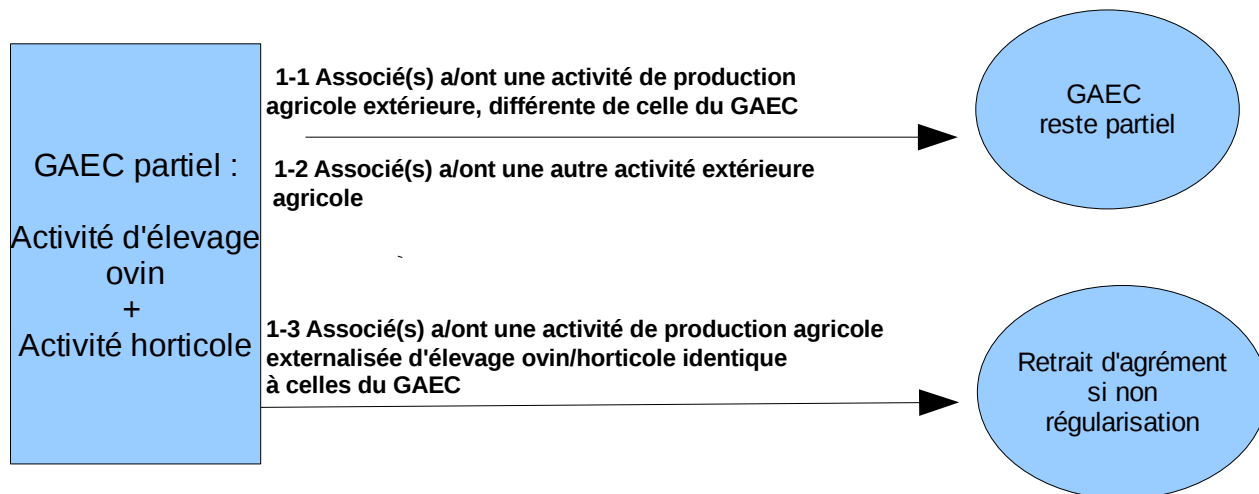 GAEC partiel :
Activité d'élevage
ovin
+
Activité horticole
1-1 Associé(s) a/ont une activité de production
agricole extérieure, différente de celle du GAEC
1-2 Associé(s) a/ont une autre activité extérieure
agricole
GAEC
reste partiel
1-3 Associé(s) a/ont une activité de production agricole
externalisée d'élevage ovin/horticole identique
à celles du GAEC
Retrait d'agrément
si non
régularisation